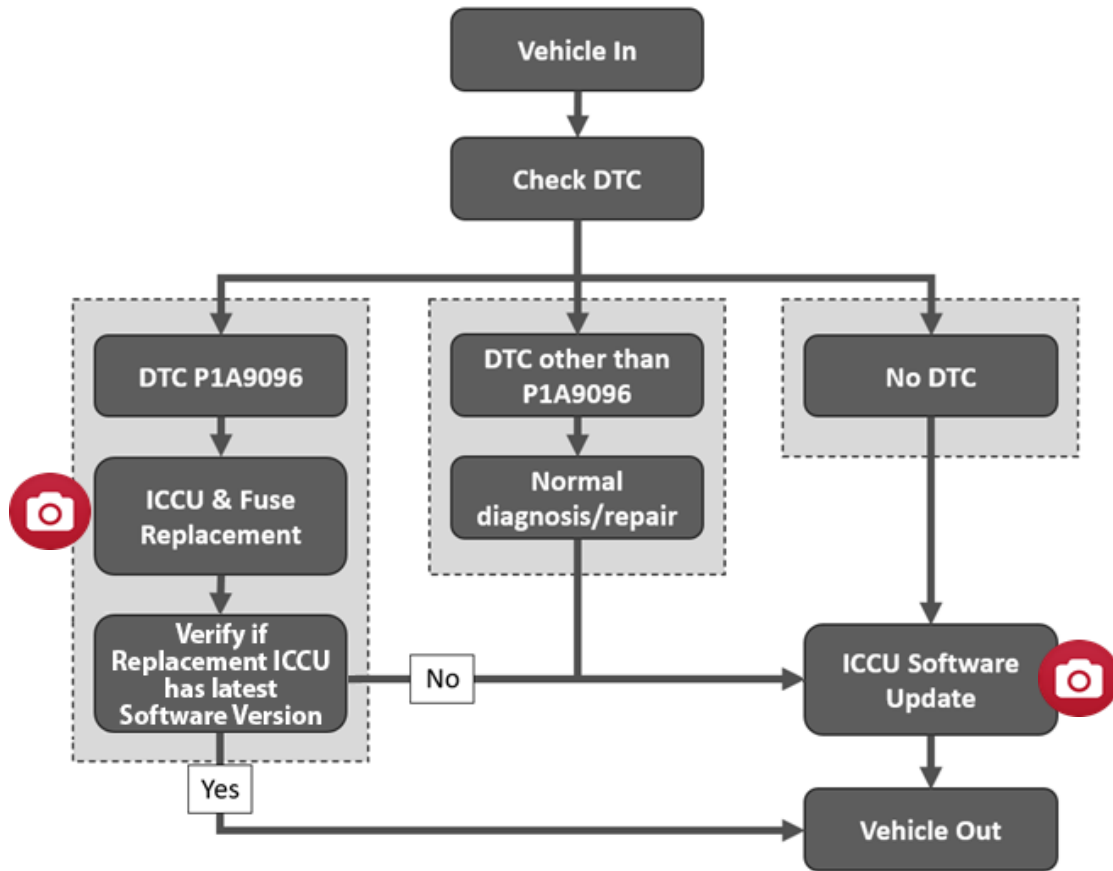 Vehicle In
Check DTC
DTC P1A9096
DTC other than
P1A9096
No DTC
ICCU & Fuse
Replacement
Normal
diagnosis/repair
Verify if
Replacement ICCU
has latest
Software Version
No
ICCU Software
Update
Yes
Vehicle Out